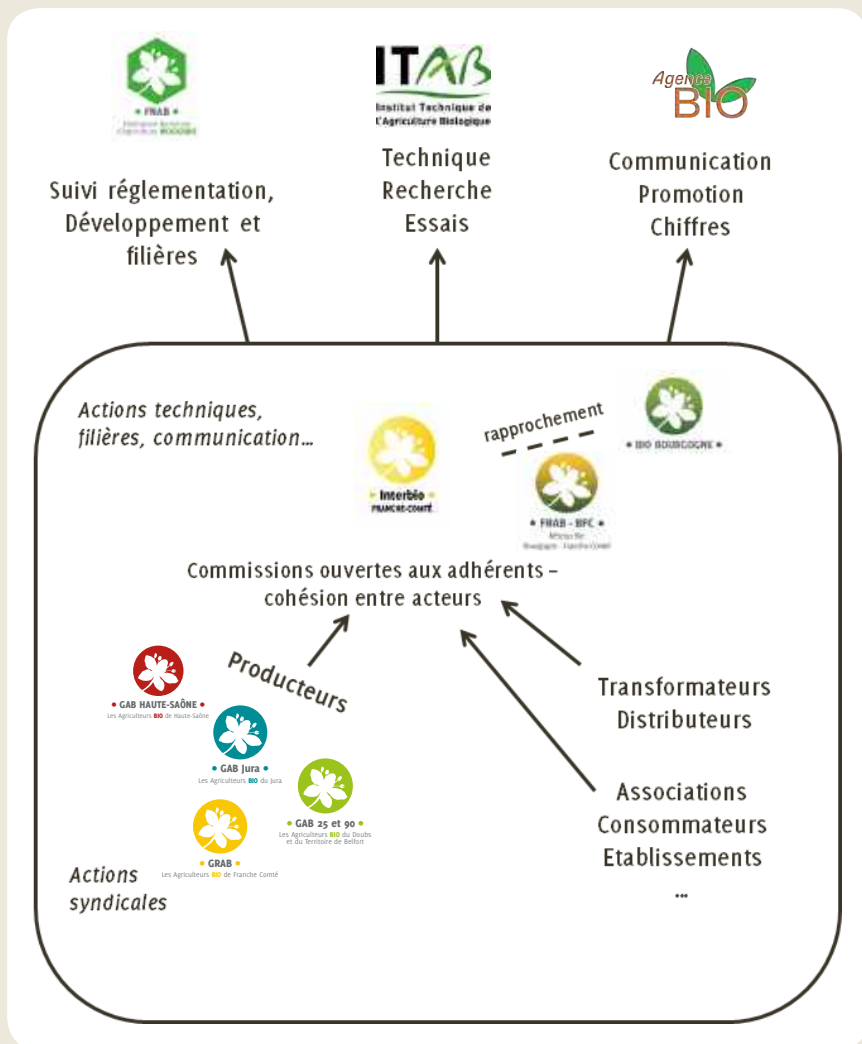 • FNAB •
ITAB
Institut Technique de
l'Agriculture Biologique
Agence
BIO
Suivi réglementation,
Développement et
filières
Technique
Recherche
Essais
Communication
Promotion
Chiffres
Actions techniques,
filières, communication...
Interbio
FRANCHE-COMTÉ
rapprochement
• BIO BOURGOGNE •
• FNAB - BFC •
Bourgogne - Franche-Comté
Commissions ouvertes aux adhérents –
cohésion entre acteurs
Producteurs
• GAB HAUTE-SAÔNE •
Les Agriculteurs BIO de Haute-Saône
• GAB Jura •
Les Agriculteurs BIO du Jura
• GAB 25 et 90 •
Les Agriculteurs BIO du Doubs
et du Territoire de Belfort
• GRAB •
Les Agriculteurs BIO de Franche Comté
Actions
syndicales
Transformateurs
Distributeurs
Associations
Consommateurs
Etablissements
...